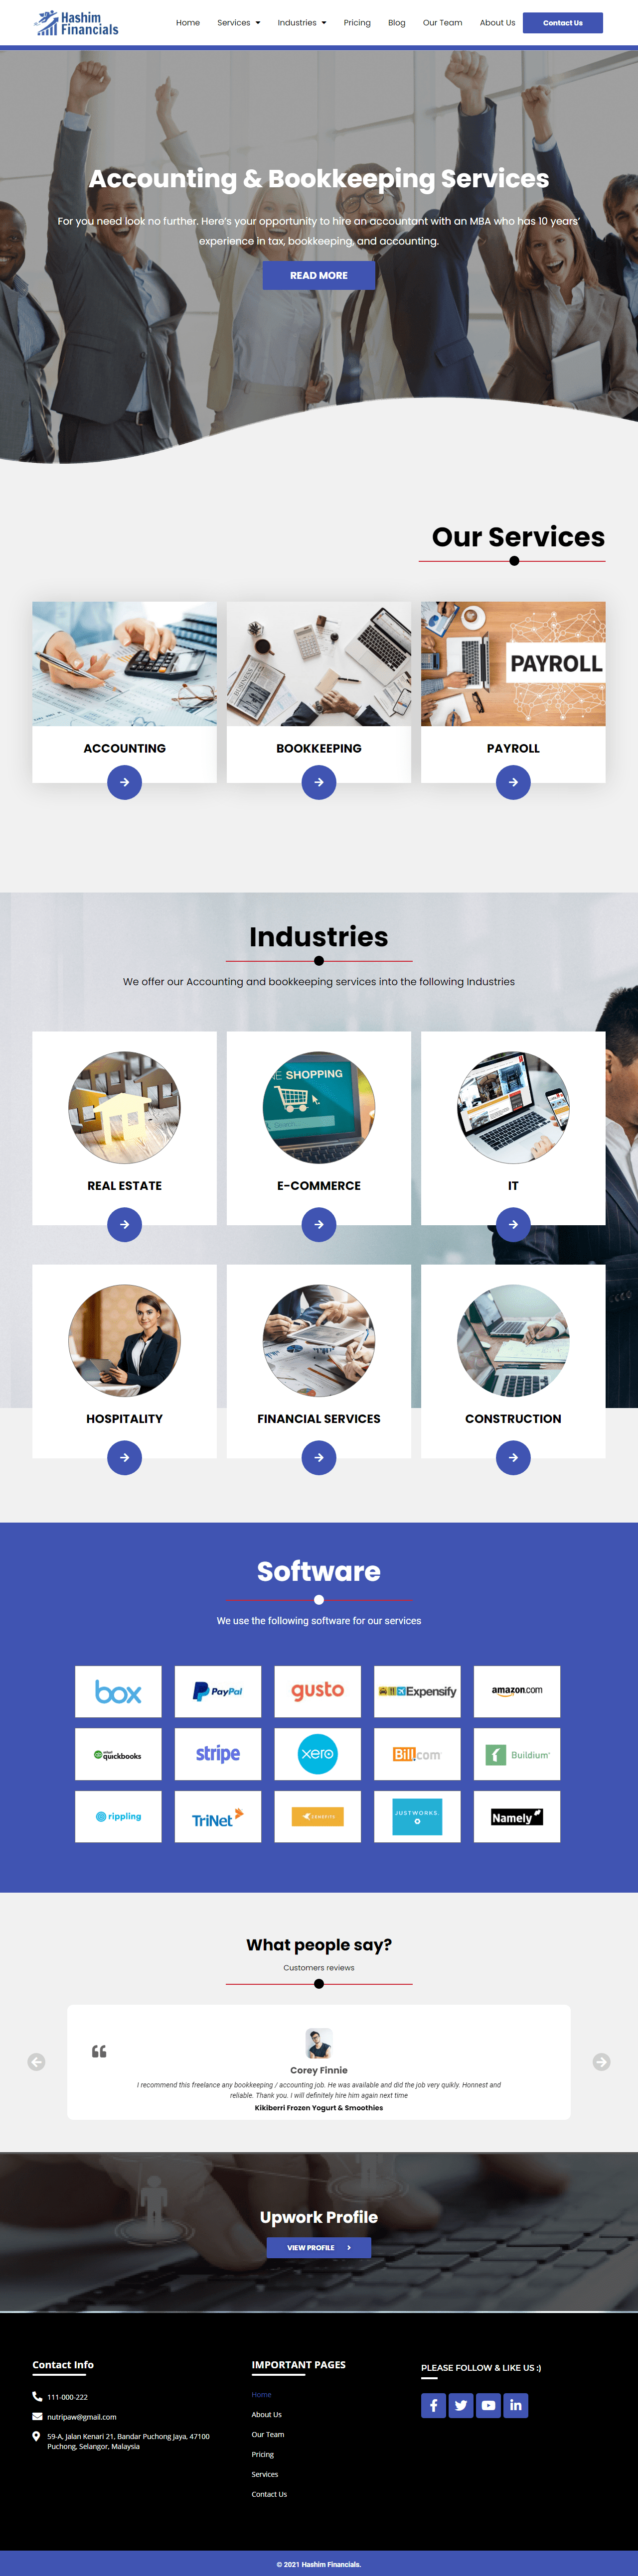 Hashim
Financials
Home
Services
Industries
Pricing
Blog
Our Team
About Us
Contact Us
Accounting & Bookkeeping Services
For you need look no further. Here's your opportunity to hire an accountant with an MBA who has 10 years'
experience in tax, bookkeeping, and accounting.
READ MORE
Our Services
BUSINESS
PAYROLL
ACCOUNTING
BOOKKEEPING
PAYROLL
Industries
We offer our Accounting and bookkeeping services into the following Industries
SHOPPING
Search...
REAL ESTATE
E-COMMERCE
IT
HOSPITALITY
FINANCIAL SERVICES
CONSTRUCTION
Software
We use the following software for our services
box
PayPal
gusto
Expensify
amazon.com
quickbooks
stripe
xero
Bill.com
Buildium
rippling
TriNet
ZENEFITS
JUSTWORKS.
Namely
What people say?
Customers reviews
Corey Finnie
I recommend this freelance any bookkeeping / accounting job. He was available and did the job very quikly. Honnest and
reliable. Thank you. I will definitely hire him again next time
Kikiberri Frozen Yogurt & Smoothies
Upwork Profile
VIEW PROFILE
Contact Info
111-000-222
nutripaw@gmail.com
59-A, Jalan Kenari 21, Bandar Puchong Jaya, 47100
Puchong, Selangor, Malaysia
IMPORTANT PAGES
Home
About Us
Our Team
Pricing
Services
Contact Us
PLEASE FOLLOW & LIKE US :)
© 2021 Hashim Financials.